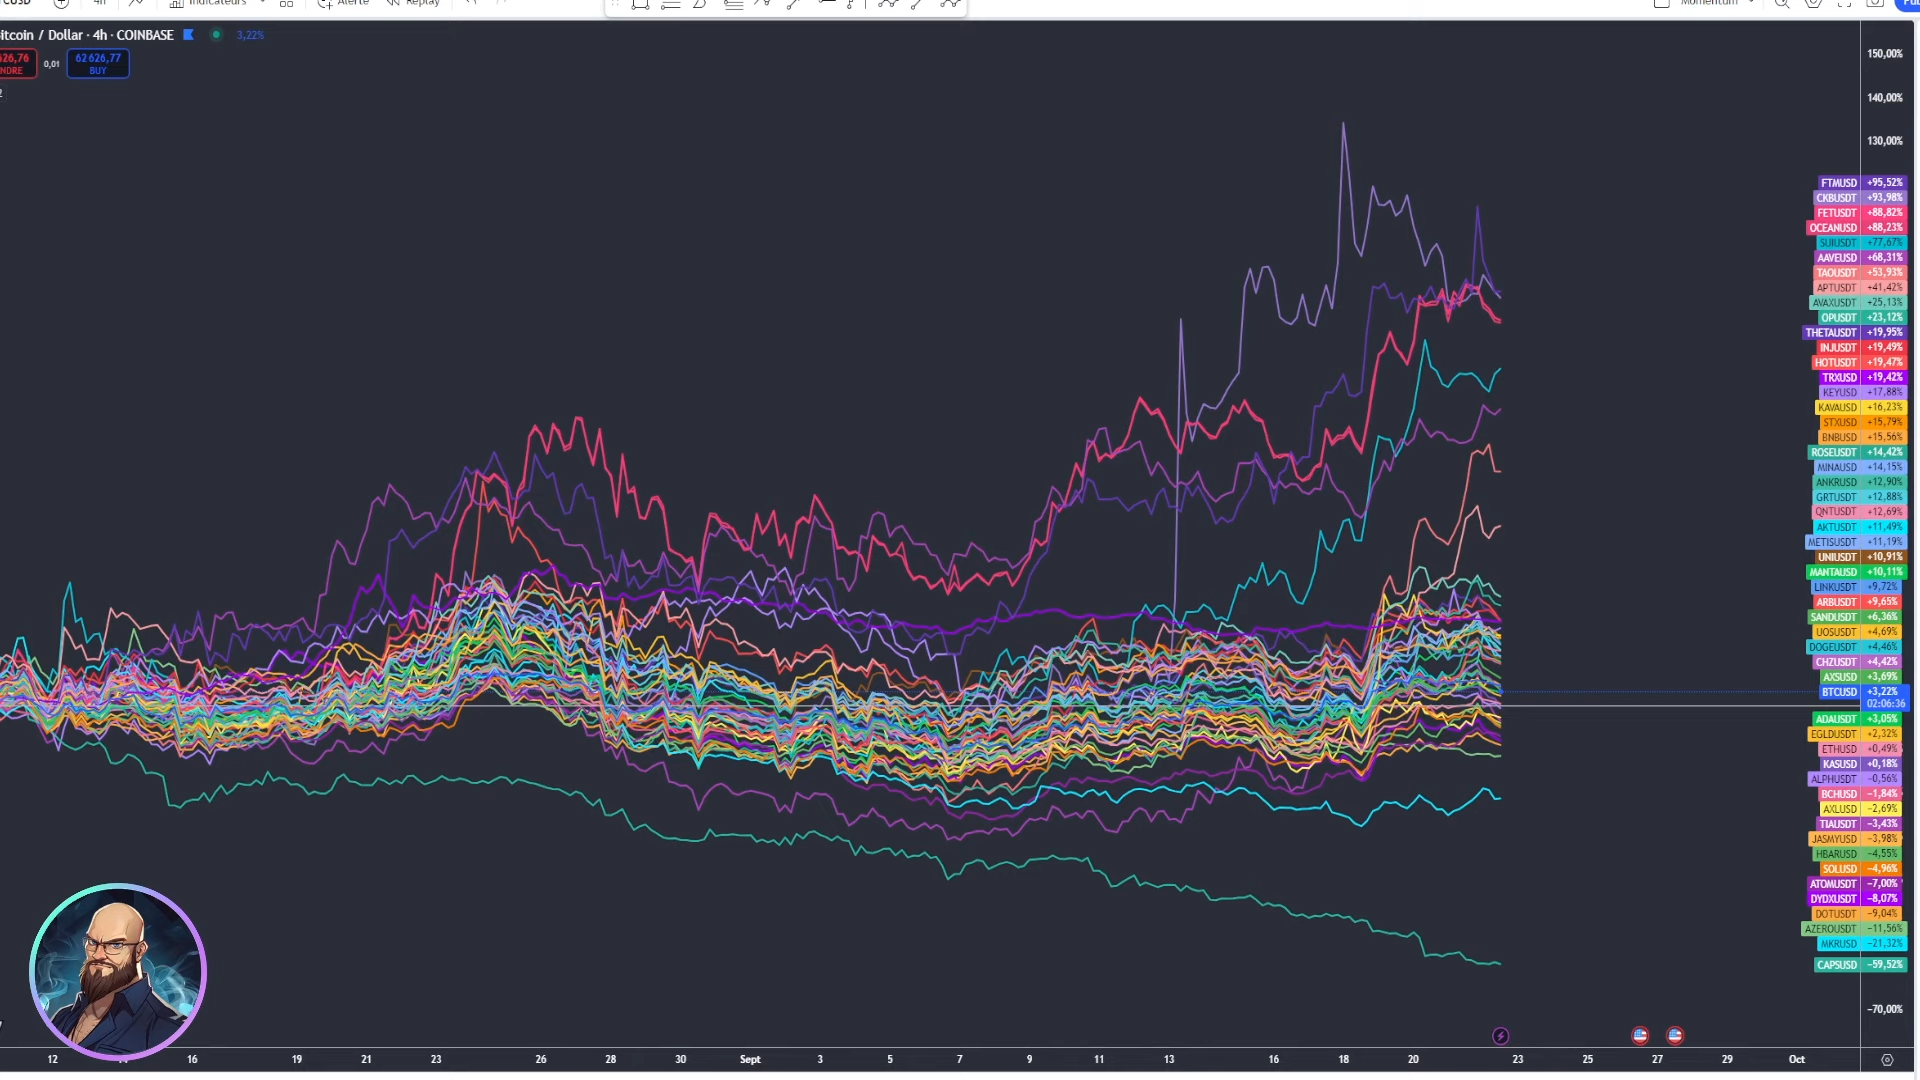 4h
Indicateurs
Alerte
Replay
Momentum
itcoin / Dollar · 4h · COINBASE
3,22%
626,76
NDRE
0,01
62 626,77
BUY
2
150,00%
140,00%
130,00%
FTMUSD +95,52%
CKBUSDT +93,98%
FETUSDT +88,82%
OCEANUSD +88,23%
SUIUSDT +77,67%
AAVEUSD +68,31%
TAOUSDT +53,93%
APTUSDT +41,42%
AVAXUSDT +25,13%
OPUSDT +23,12%
THETAUSDT +19,95%
INJUSDT +19,49%
HOTUSDT +19,47%
TRXUSD +19,42%
KEYUSD +17,88%
KAVAUSD +16,23%
STXUSD +15,79%
BNBUSD +15,56%
ROSEUSDT +14,42%
MINAUSD +14,15%
ANKRUSD +12,90%
GRTUSDT +12,88%
QNTUSDT +12,69%
AKTUSDT +11,49%
METISUSDT +11,19%
UNIUSDT +10,91%
MANTAUSD +10,11%
LINKUSDT +9,72%
ARBUSDT +9,65%
SANDUSDT +6,36%
UOSUSDT +4,69%
DOGEUSDT +4,46%
CHZUSDT +4,42%
AXSUSD +3,69%
BTCUSD +3,22%
02:06:36
ADAUSDT +3,05%
EGLDUSDT +2,32%
ETHUSD +0,49%
KASUSD +0,18%
ALPHUSDT −0,56%
BCHUSD −1,84%
AXLUSD −2,69%
TIAUSDT −3,43%
JASMYUSD −3,98%
HBARUSD −4,55%
SOLUSD −4,96%
ATOMUSDT −7,00%
DYDXUSDT −8,07%
DOTUSDT −9,04%
AZEROUSDT −11,56%
MKRUSD −21,32%
CAPSUSD −59,52%
−70,00%
12 14 16 19 21 23 26 28 30 Sept 3 5 7 9 11 13 16 18 20 23 25 27 29 Oct